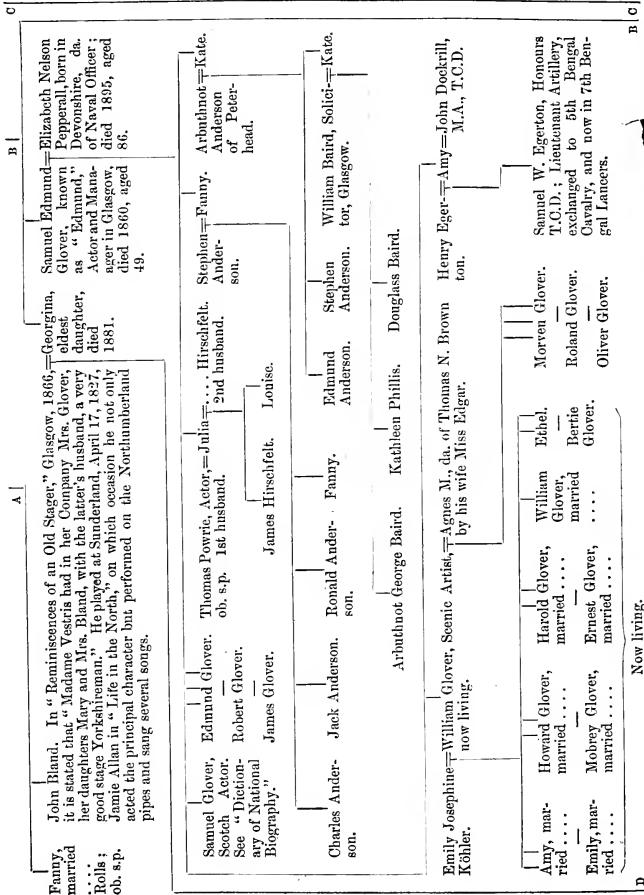 A
B
C
Fanny,
married
....
Rolls;
ob. s.p.
John Bland. In "Reminiscences of an Old Stager," Glasgow, 1866,
it is stated that "Madame Vestris had in her Company Mrs. Glover,
her daughters Mary and Mrs. Bland, with the latter's husband, a very
good stage Yorkshireman." He played at Sunderland, April 17, 1827,
Jamie Allan in "Life in the North," on which occasion he not only
acted the principal character but performed on the Northumberland
pipes and sang several songs.
=Georgina,
eldest
daughter,
died
1881.
Samuel Edmund=
Glover, known
as "Edmund,"
Actor and Mana-
ager in Glasgow,
died 1860, aged
49.
=Elizabeth Nelson
Pepperall, born in
Devonshire, da.
of Naval Officer;
died 1895, aged
86.
Samuel Glover,
Scotch Actor.
See "Diction-
ary of National
Biography."
Edmund Glover.
—
Robert Glover.
—
James Glover.
Thomas Powrie, Actor,=Julia=.... Hirschfelt.
ob. s.p. 1st husband. 2nd husband.
James Hirschfelt. Louise.
Stephen=Fanny.
Ander-
son.
Arbuthnot=Kate.
Anderson
of Peter-
head.
Charles Ander-
son.
Jack Anderson.
Ronald Ander-
son.
Fanny.
Edmund
Anderson.
Stephen
Anderson.
William Baird, Solici-=Kate.
tor, Glasgow.
Arbuthnot George Baird. Kathleen Phillis. Douglass Baird.
Emily Josephine=William Glover, Scenic Artist,=Agnes M., da. of Thomas N. Brown
Köhler. now living. by his wife Miss Edgar.
Henry Eger-=Amy=John Dockrill,
ton. M.A., T.C.D.
Amy, mar-
ried ....
—
Emily, mar-
ried ....
Howard Glover,
married ....
—
Mobrey Glover,
married ....
Harold Glover,
married ....
—
Ernest Glover,
married ....
William
Glover,
married
....
Ethel.
—
Bertie
Glover.
Now living.
Morven Glover.
—
Roland Glover.
—
Oliver Glover.
Samuel W. Egerton, Honours
T.C.D.; Lieutenant Artillery,
exchanged to 5th Bengal
Cavalry, and now in 7th Ben-
gal Lancers.
D
B
C